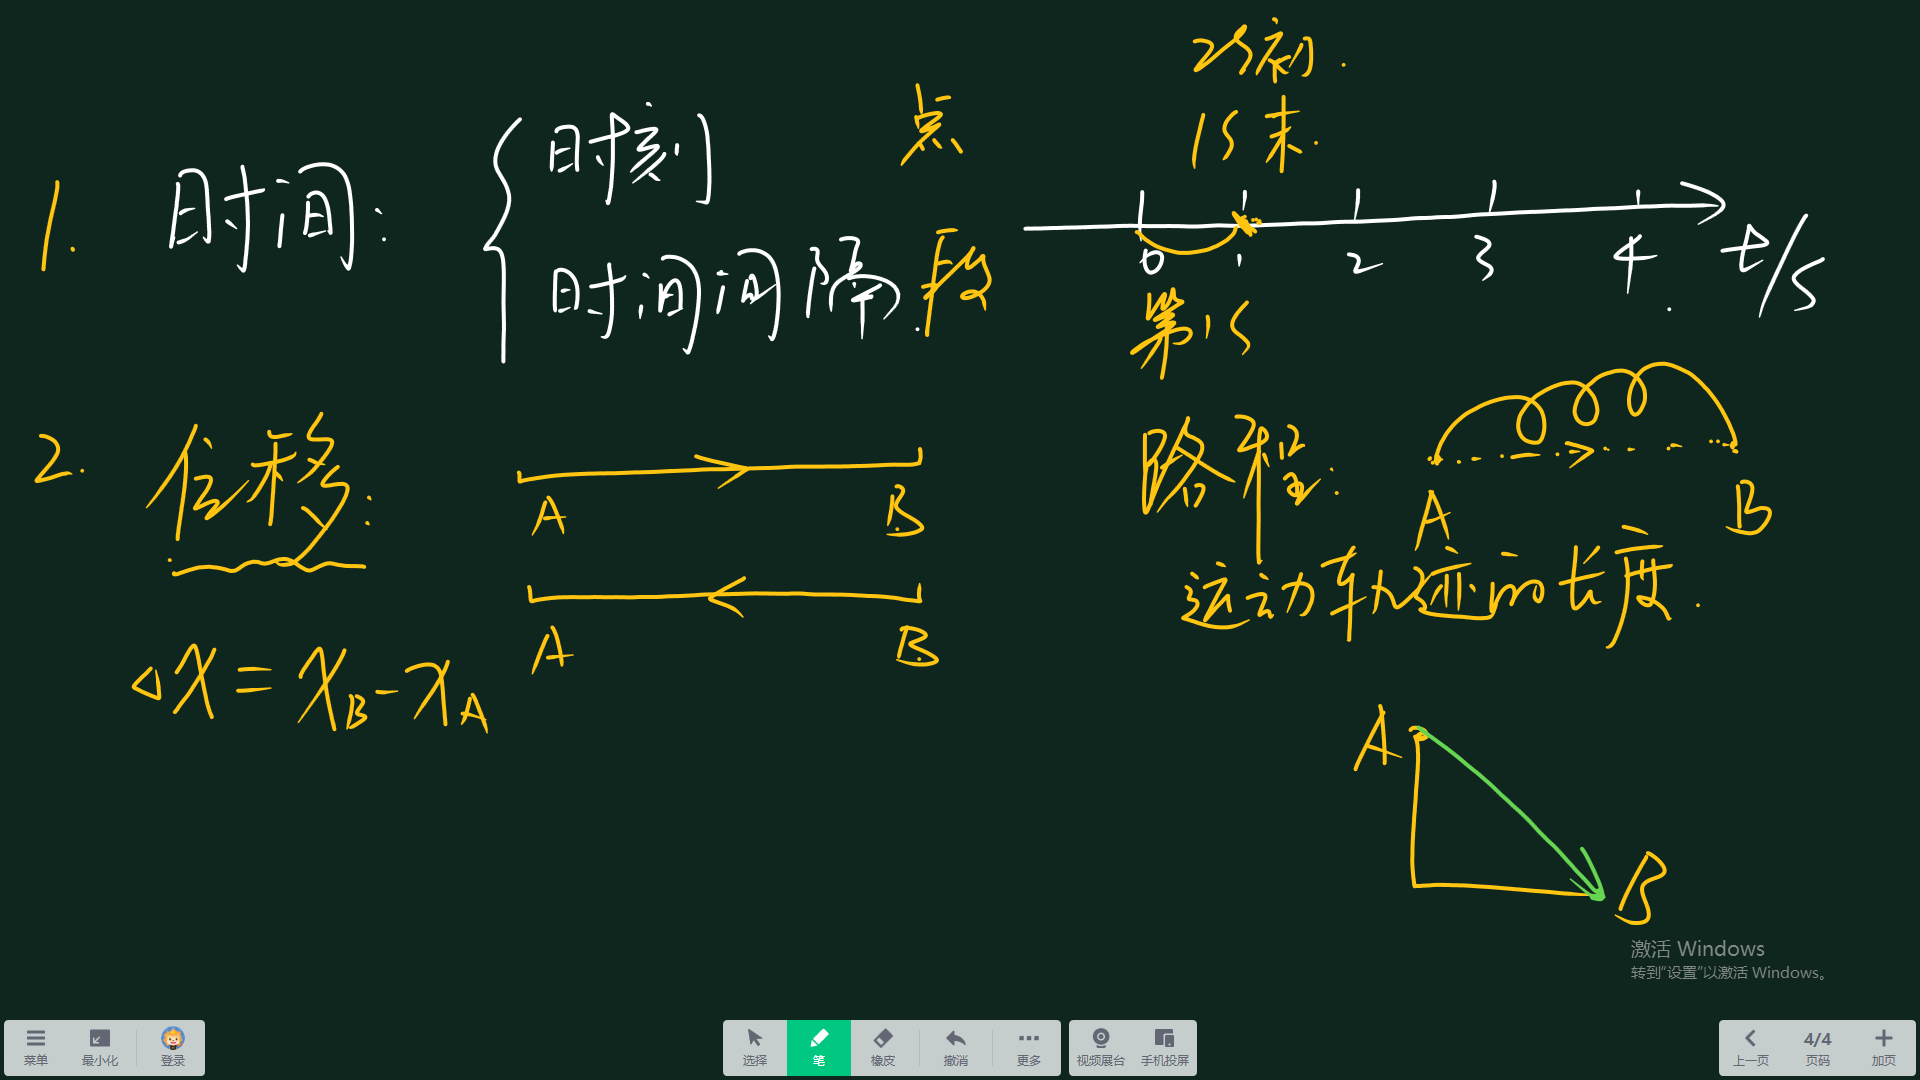 1. 时间: 时刻 点
时间间隔. 段
2S初.
1S末.
0 1 2 3 4 t/S
第1S
2. 位移:
A B
A B
△X=X_B-X_A
路程:
A B
运动轨迹的长度.
A
B
激活 Windows
转到“设置”以激活 Windows。
菜单 最小化 登录 选择 笔 橡皮 撤消 更多 视频展台 手机投屏 上一页 4/4 页码 加页